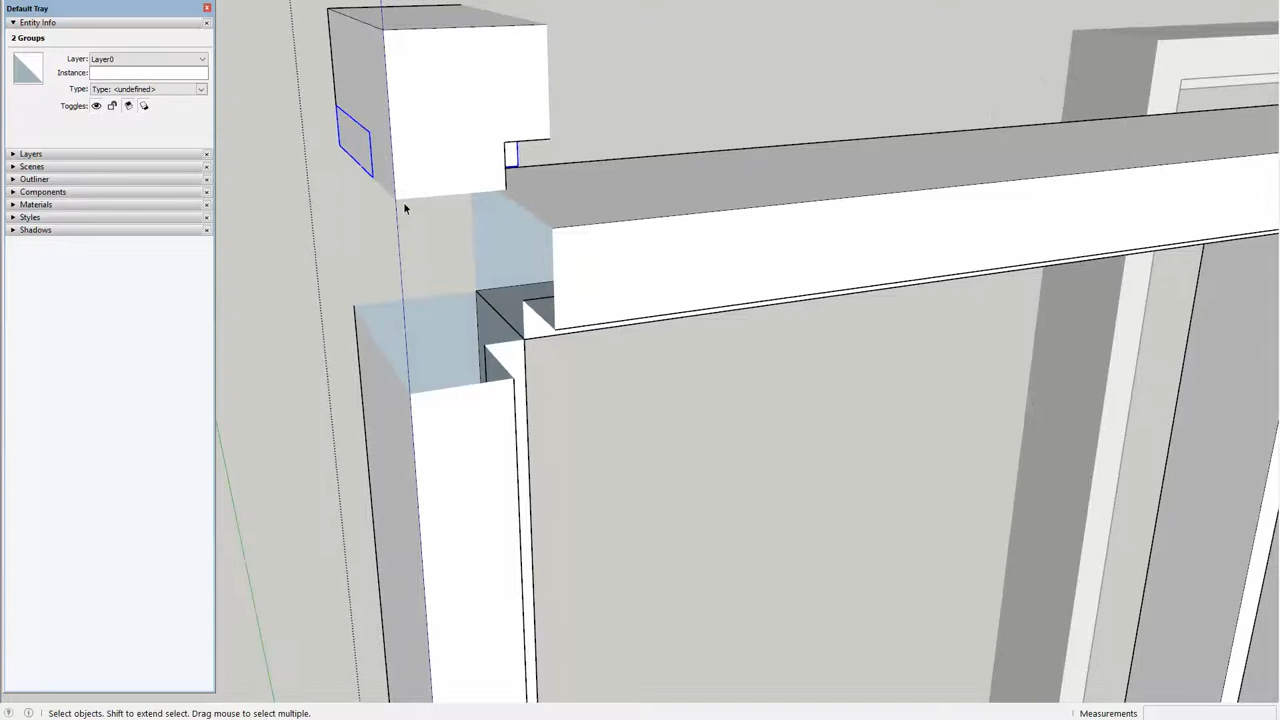 Default Tray
Entity Info
2 Groups
Layer: Layer0
Instance:
Type: Type: <undefined>
Toggles:
Layers
Scenes
Outliner
Components
Materials
Styles
Shadows
Select objects. Shift to extend select. Drag mouse to select multiple.
Measurements